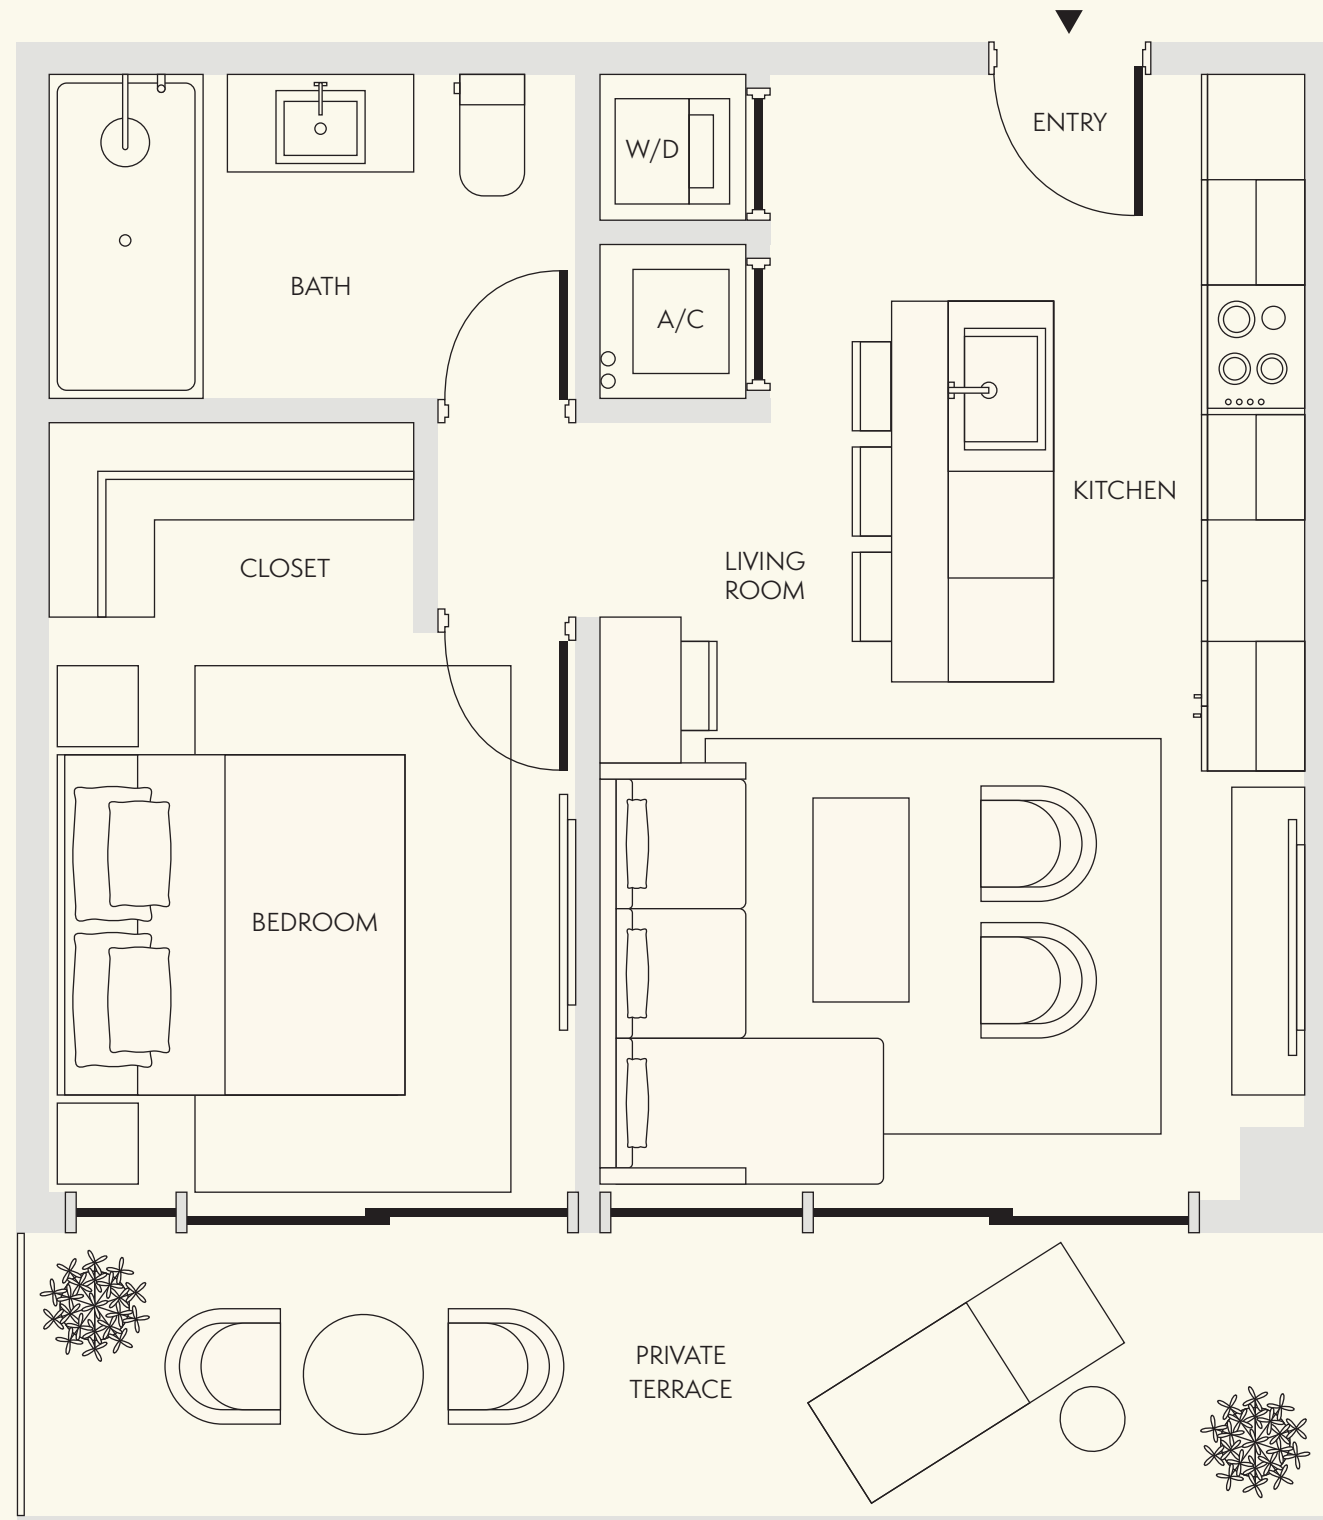 ENTRY
W/D
BATH
A/C
KITCHEN
LIVING
ROOM
CLOSET
BEDROOM
PRIVATE
TERRACE